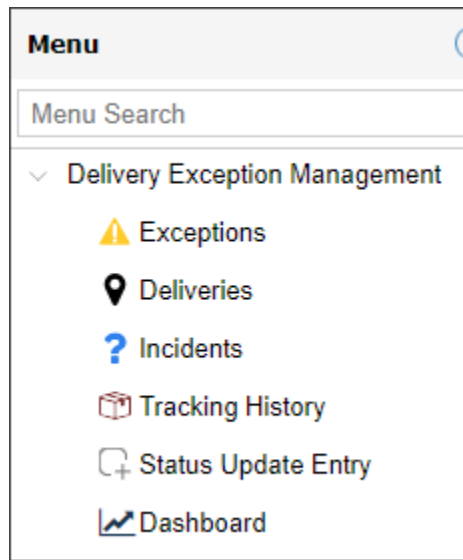 Menu
Menu Search
Delivery Exception Management
Exceptions
Deliveries
Incidents
Tracking History
Status Update Entry
Dashboard